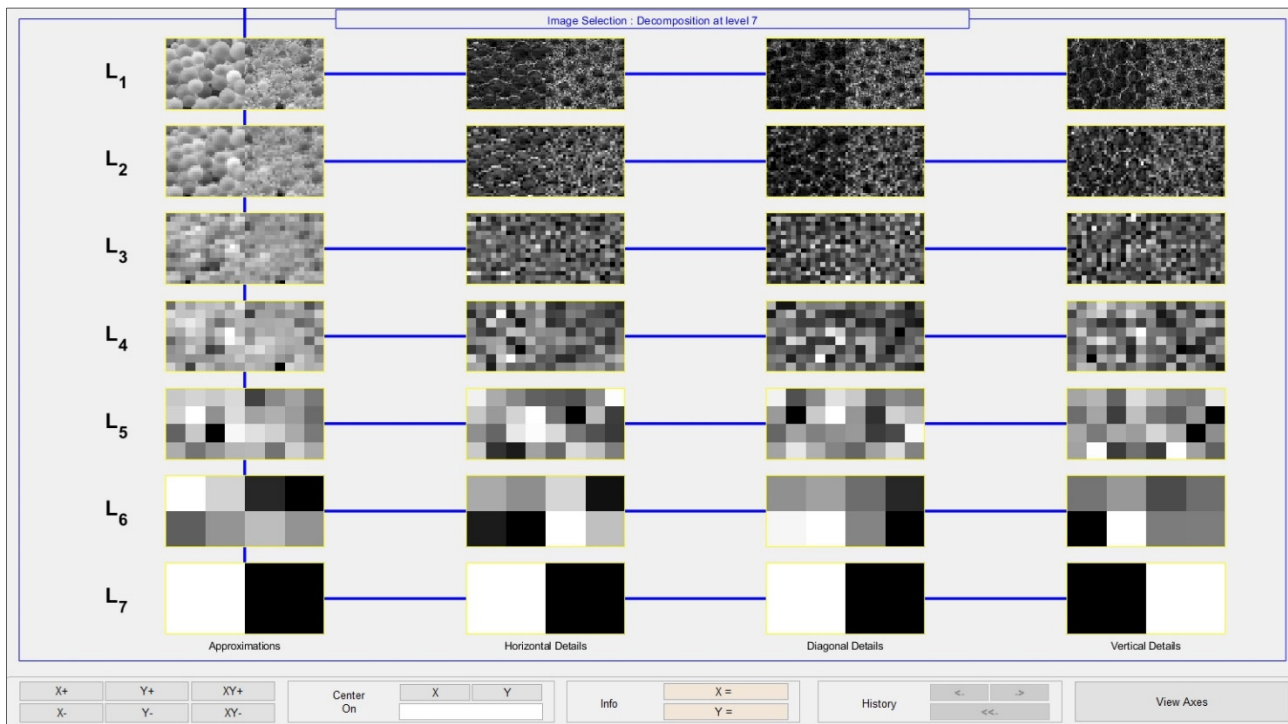 Image Selection : Decomposition at level 7
L1
L2
L3
L4
L5
L6
L7
Approximations Horizontal Details Diagonal Details Vertical Details
X+ Y+ XY+
X- Y- XY-
Center On
X Y
Info
X =
Y =
History
<- ->
<<-
View Axes